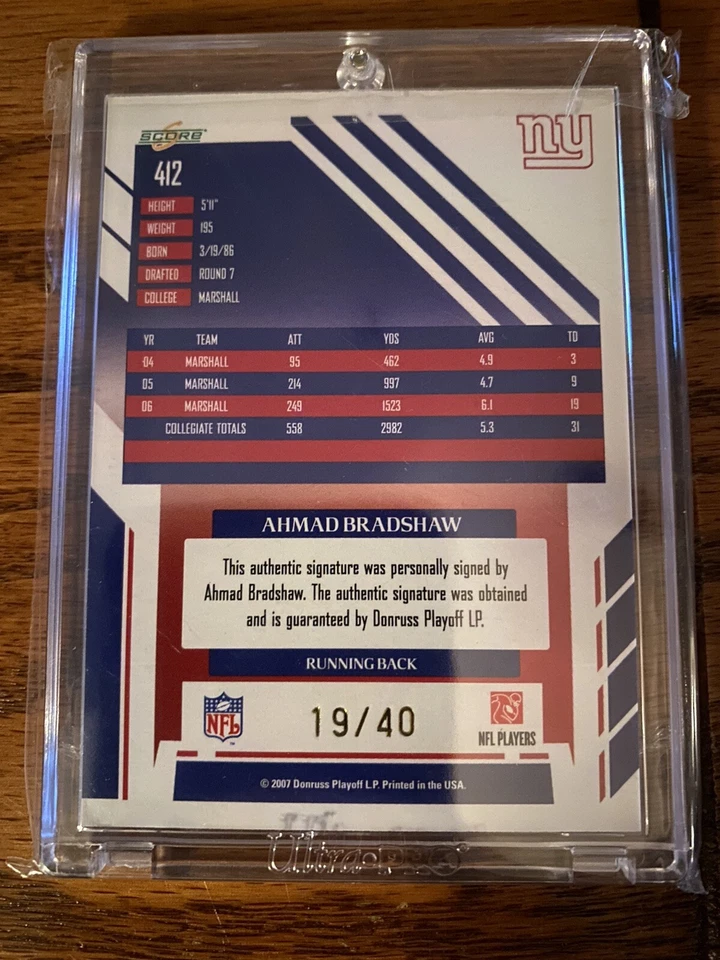 SCORE
ny
412
HEIGHT 5'11"
WEIGHT 195
BORN 3/19/86
DRAFTED ROUND 7
COLLEGE MARSHALL
YR TEAM ATT YDS AVG TD
04 MARSHALL 95 462 4.9 3
05 MARSHALL 214 997 4.7 9
06 MARSHALL 249 1523 6.1 19
COLLEGIATE TOTALS 558 2982 5.3 31
AHMAD BRADSHAW
This authentic signature was personally signed by
Ahmad Bradshaw. The authentic signature was obtained
and is guaranteed by Donruss Playoff LP.
RUNNING BACK
NFL
19/40
NFL PLAYERS
© 2007 Donruss Playoff L.P. Printed in the USA.
Ultra•PRO